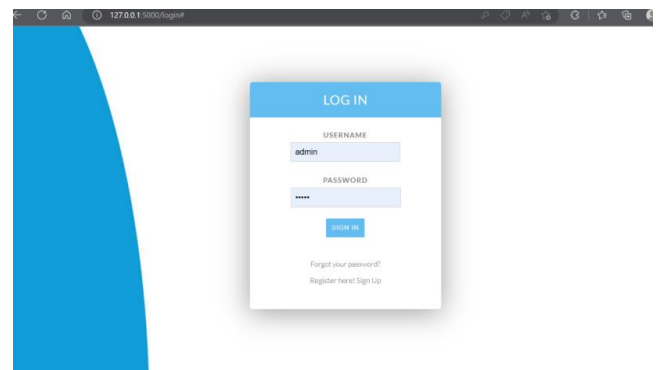 127.0.0.1:5000/login#
LOG IN
USERNAME
admin
PASSWORD
•••••
SIGN IN
Forgot your password?
Register here! Sign Up